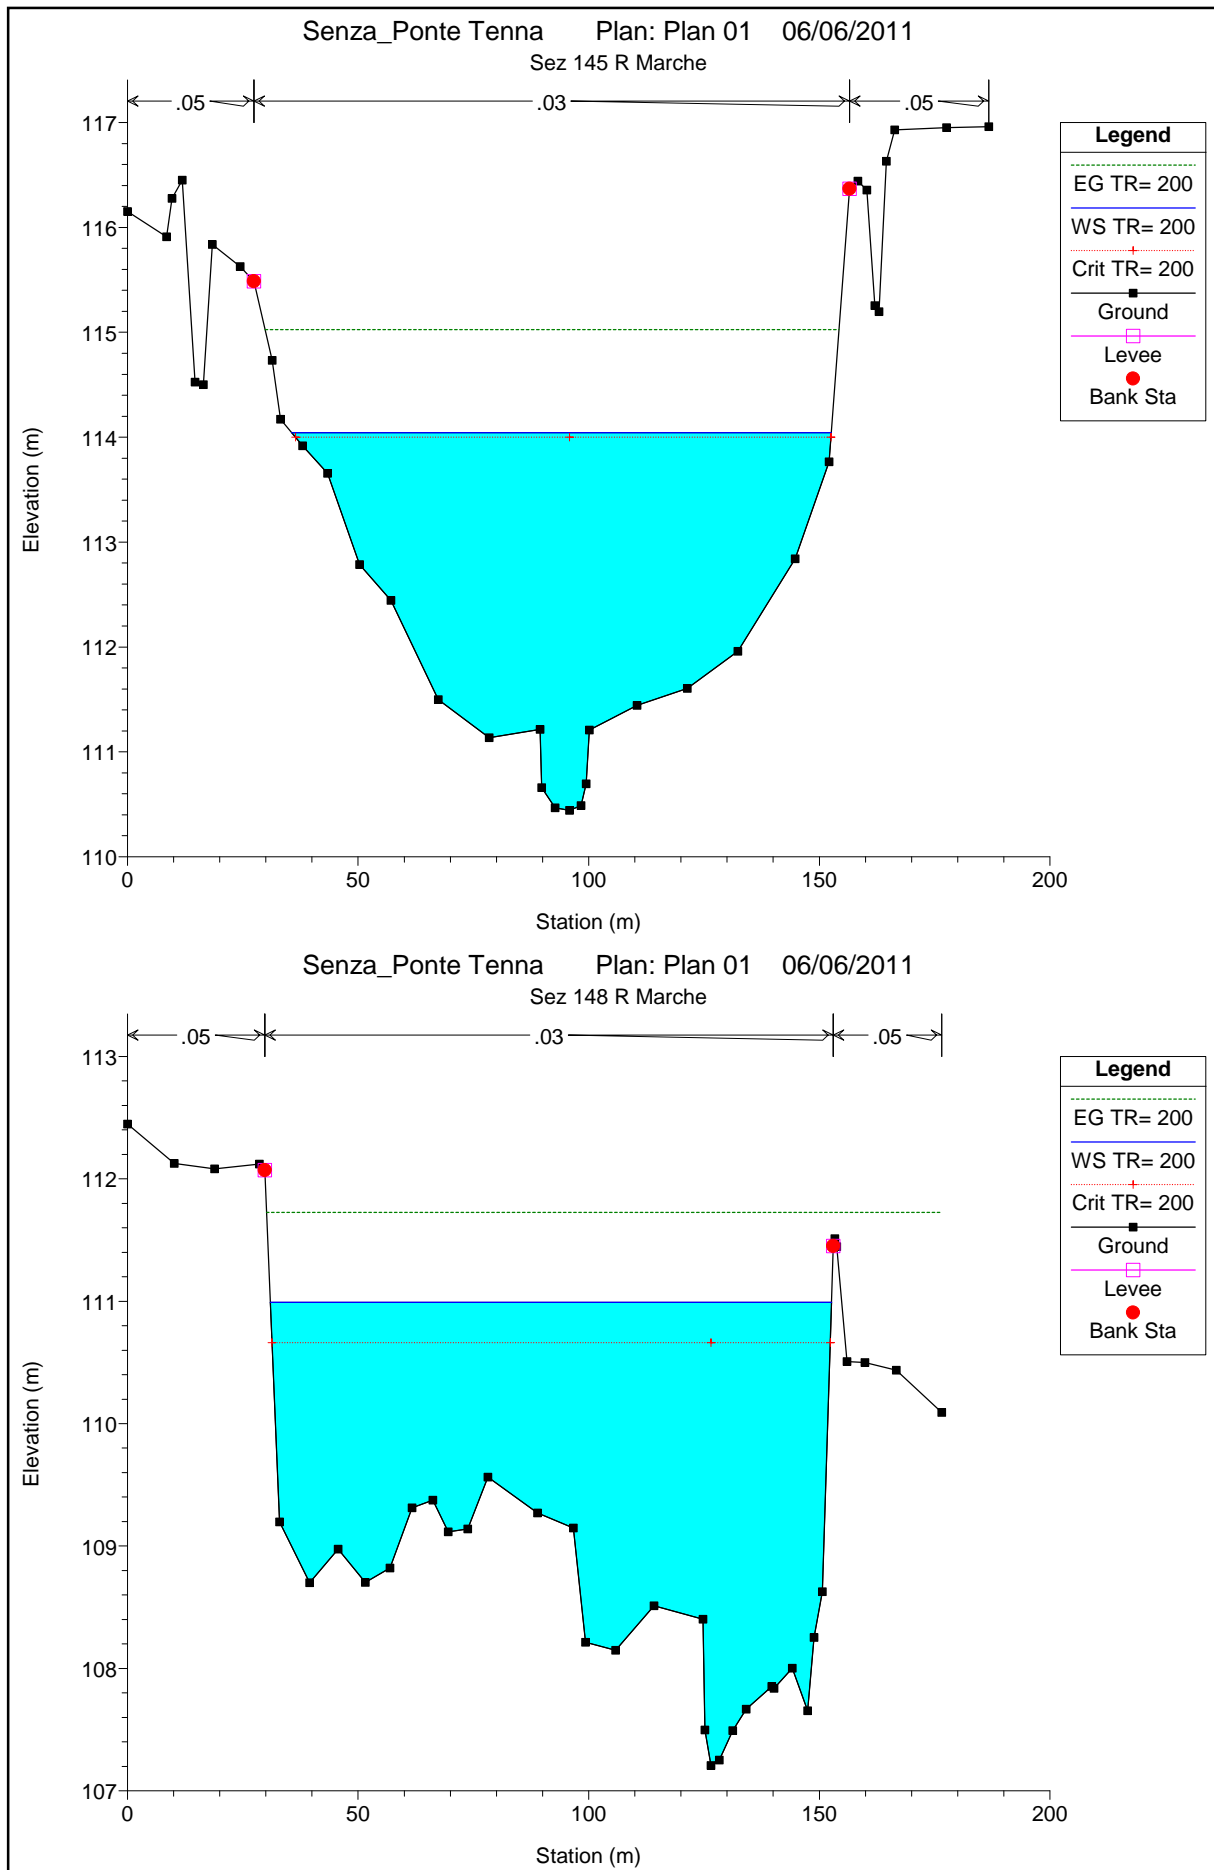 Senza_Ponte Tenna Plan: Plan 01 06/06/2011
Sez 145 R Marche
.05 .03 .05
Legend
EG TR= 200
WS TR= 200
Crit TR= 200
Ground
Levee
Bank Sta
117
116
115
114
113
112
111
110
Elevation (m)
0 50 100 150 200
Station (m)
Senza_Ponte Tenna Plan: Plan 01 06/06/2011
Sez 148 R Marche
.05 .03 .05
Legend
EG TR= 200
WS TR= 200
Crit TR= 200
Ground
Levee
Bank Sta
113
112
111
110
109
108
107
Elevation (m)
0 50 100 150 200
Station (m)